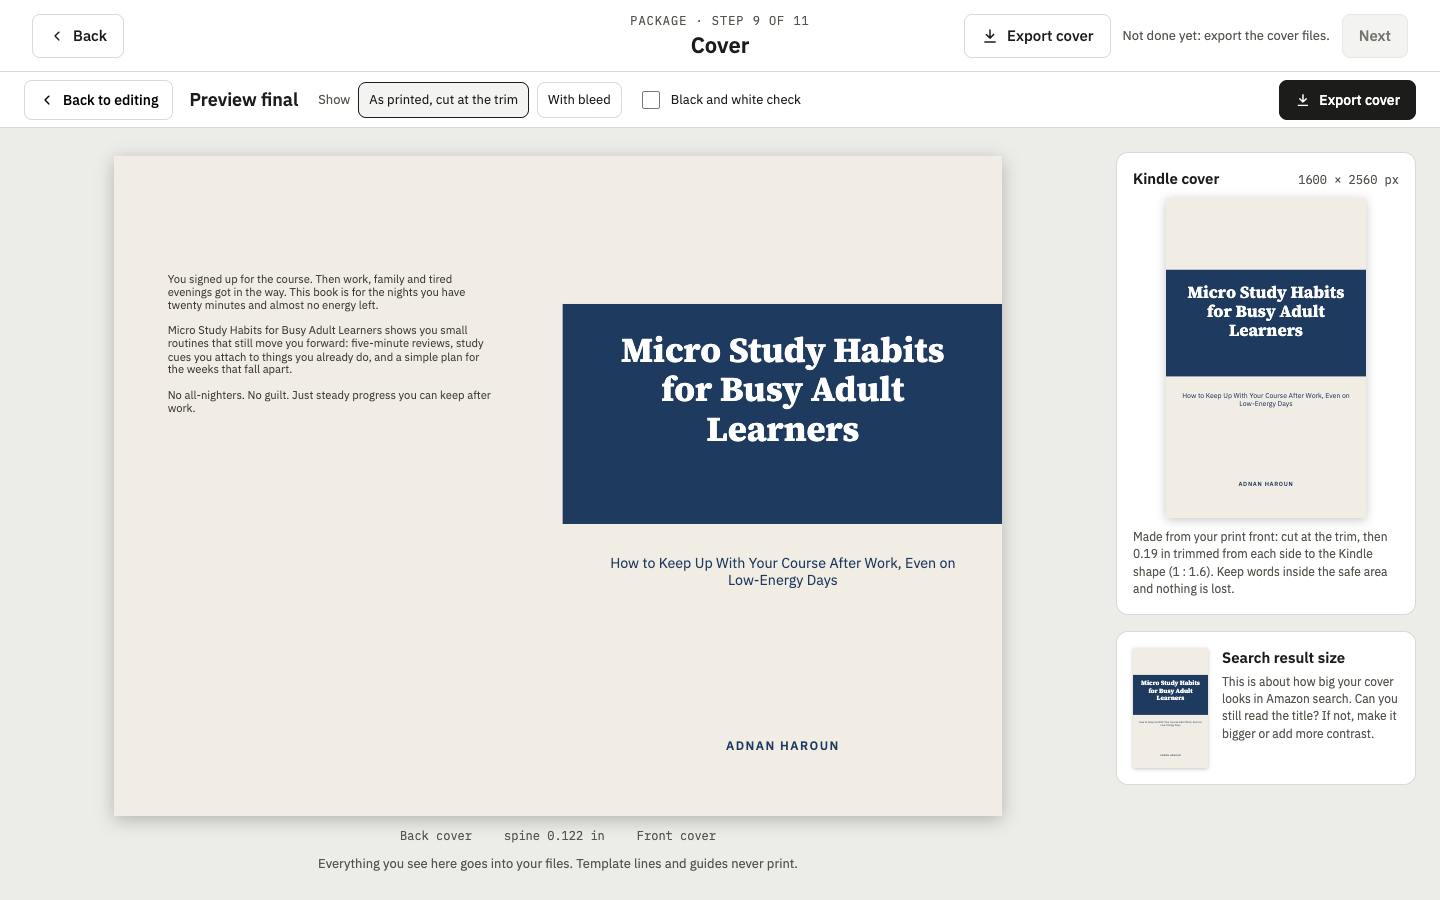 Back
PACKAGE · STEP 9 OF 11
Cover
Export cover
Not done yet: export the cover files.
Next
Back to editing
Preview final
Show
As printed, cut at the trim
With bleed
Black and white check
Export cover
You signed up for the course. Then work, family and tired
evenings got in the way. This book is for the nights you have
twenty minutes and almost no energy left.
Micro Study Habits for Busy Adult Learners shows you small
routines that still move you forward: five-minute reviews, study
cues you attach to things you already do, and a simple plan for
the weeks that fall apart.
No all-nighters. No guilt. Just steady progress you can keep after
work.
Micro Study Habits
for Busy Adult
Learners
How to Keep Up With Your Course After Work, Even on
Low-Energy Days
ADNAN HAROUN
Back cover
spine 0.122 in
Front cover
Everything you see here goes into your files. Template lines and guides never print.
Kindle cover
1600 × 2560 px
Micro Study Habits
for Busy Adult
Learners
How to Keep Up With Your Course After Work, Even on
Low-Energy Days
ADNAN HAROUN
Made from your print front: cut at the trim, then
0.19 in trimmed from each side to the Kindle
shape (1 : 1.6). Keep words inside the safe area
and nothing is lost.
Micro Study Habits
for Busy Adult
Learners
Search result size
This is about how big your cover
looks in Amazon search. Can you
still read the title? If not, make it
bigger or add more contrast.